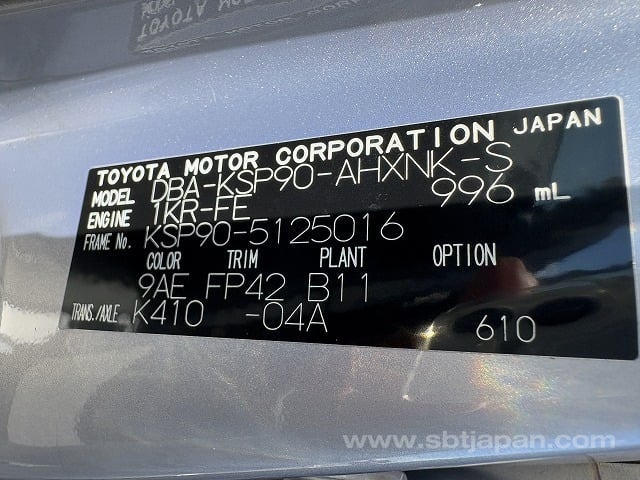 TOYOTA MOTOR CORPORATION JAPAN
MODEL DBA-KSP90-AHXNK-S
ENGINE 1KR-FE 996 mL
FRAME No. KSP90-5125016
COLOR TRIM PLANT OPTION
9AE FP42 B11
TRANS./AXLE K410 -04A 610
www.sbtjapan.com